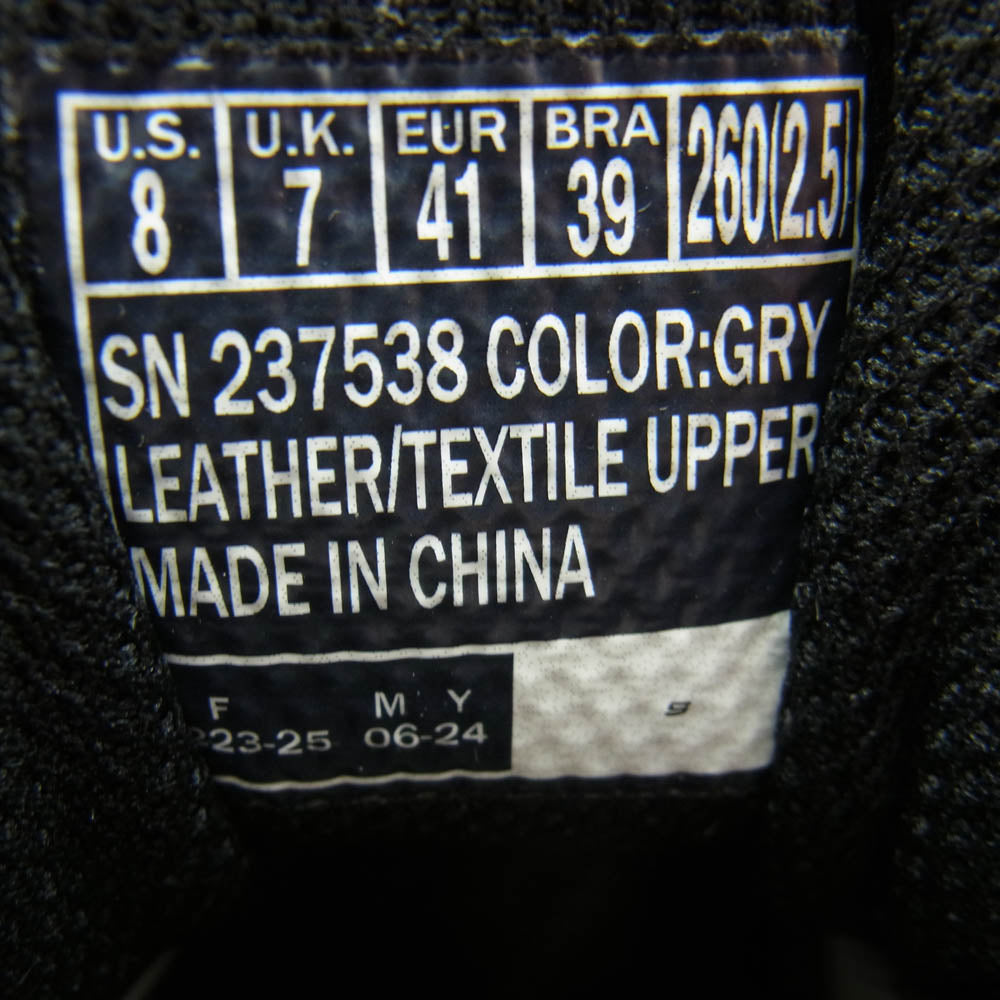 U.S. U.K. EUR BRA 260(2.5)
8 7 41 39
SN 237538 COLOR:GRY
LEATHER/TEXTILE UPPER
MADE IN CHINA
F M Y
23-25 06-24